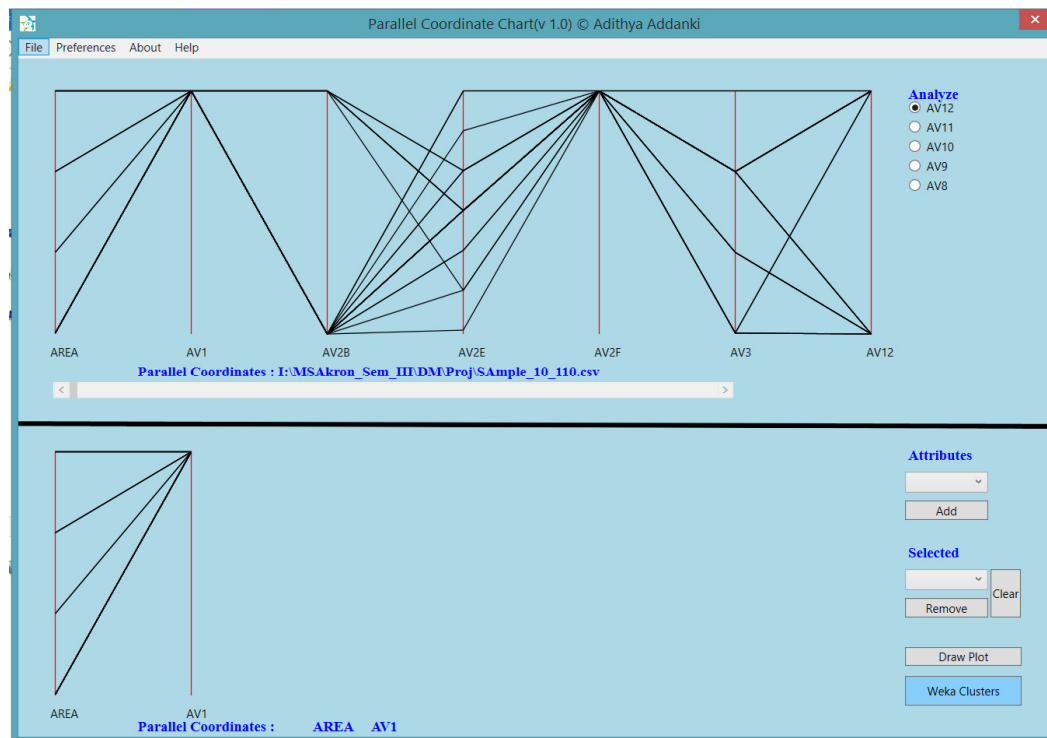 Parallel Coordinate Chart(v 1.0) © Adithya Addanki
File Preferences About Help
Analyze
AV12
AV11
AV10
AV9
AV8
AREA AV1 AV2B AV2E AV2F AV3 AV12
Parallel Coordinates : I:\MSAkron_Sem_III\DM\Proj\SAmple_10_110.csv
Attributes
Add
Selected
Clear
Remove
Draw Plot
Weka Clusters
AREA AV1
Parallel Coordinates : AREA AV1